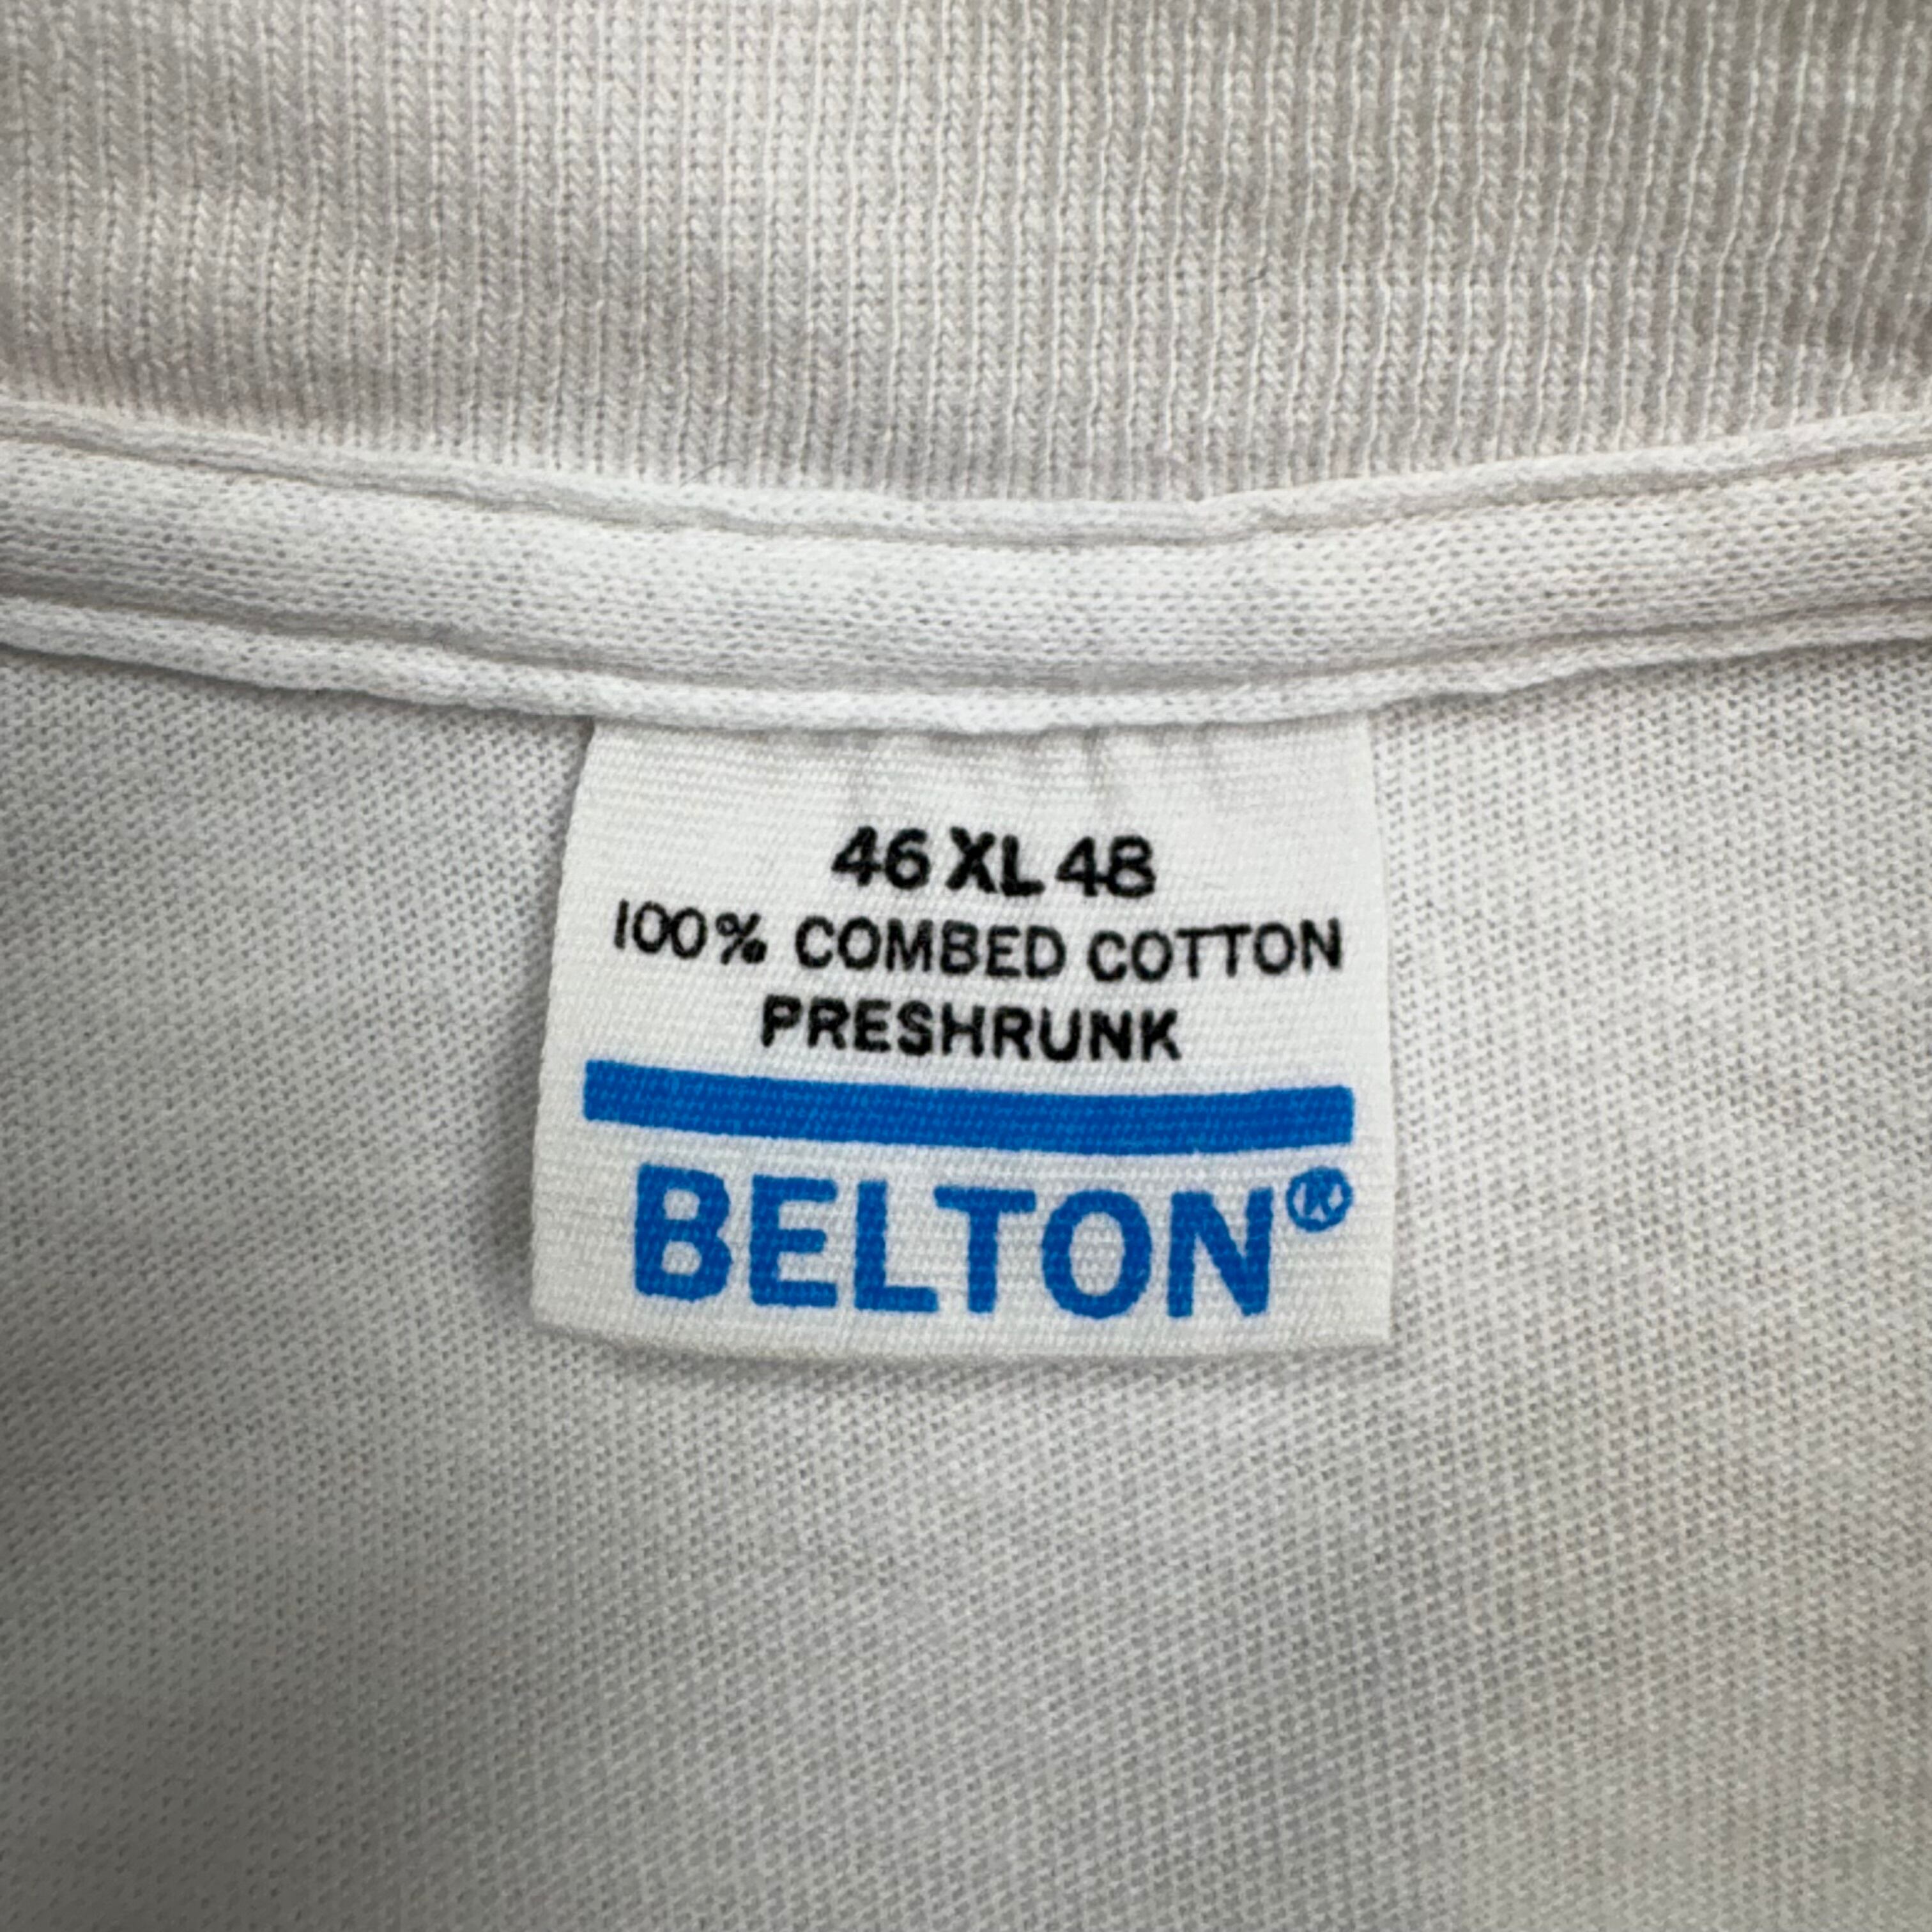 46 XL 48
100% COMBED COTTON
PRESHRUNK
BELTON®